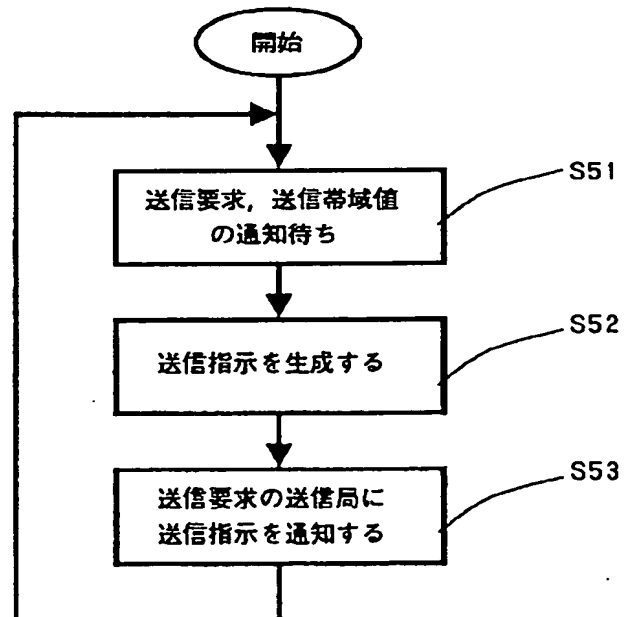 開始
送信要求，送信帯域値
の通知待ち
S51
送信指示を生成する
S52
送信要求の送信局に
送信指示を通知する
S53